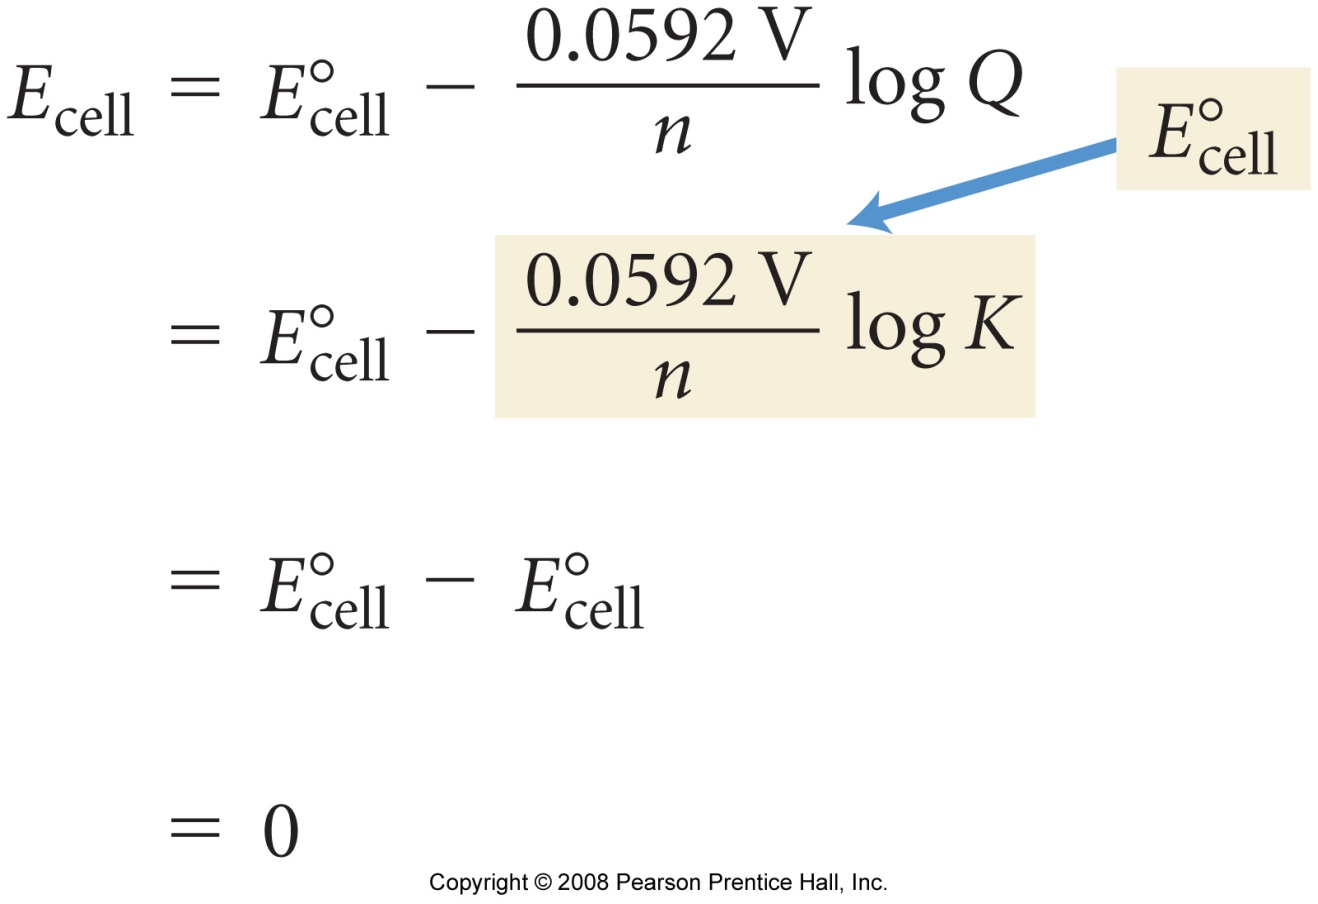 E_cell = E°_cell − 0.0592 V / n log Q
E°_cell
= E°_cell − 0.0592 V / n log K
= E°_cell − E°_cell
= 0
Copyright © 2008 Pearson Prentice Hall, Inc.